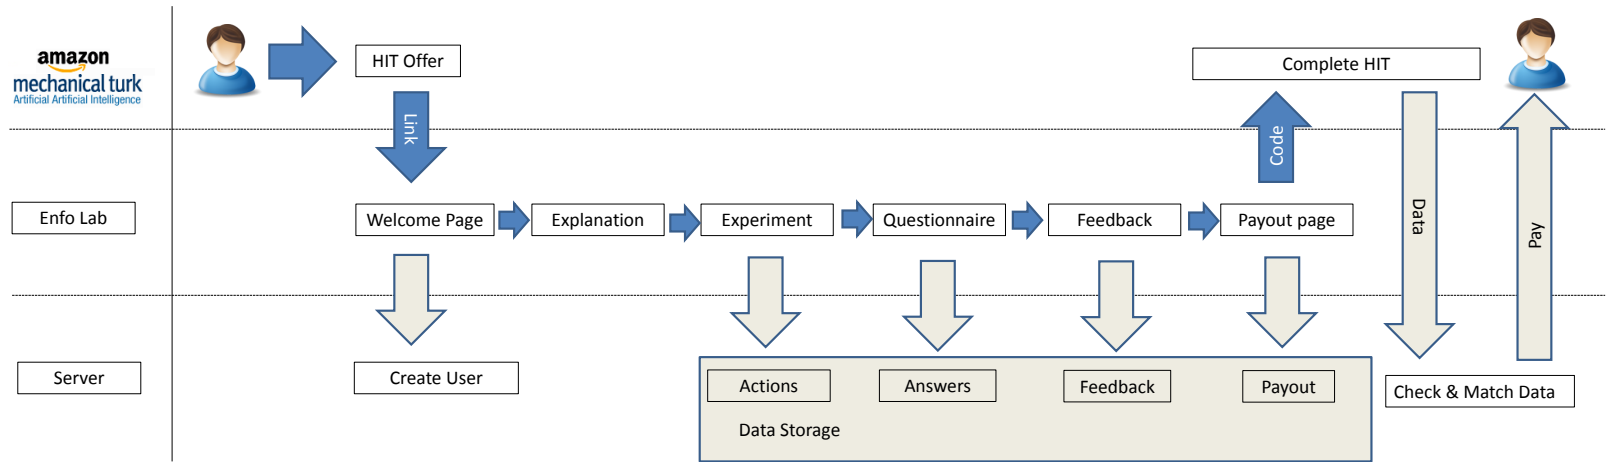 amazon
mechanical turk
Artificial Artificial Intelligence
HIT Offer
Complete HIT
Link
Code
Enfo Lab
Welcome Page
Explanation
Experiment
Questionnaire
Feedback
Payout page
Data
Pay
Server
Create User
Actions
Answers
Feedback
Payout
Check & Match Data
Data Storage